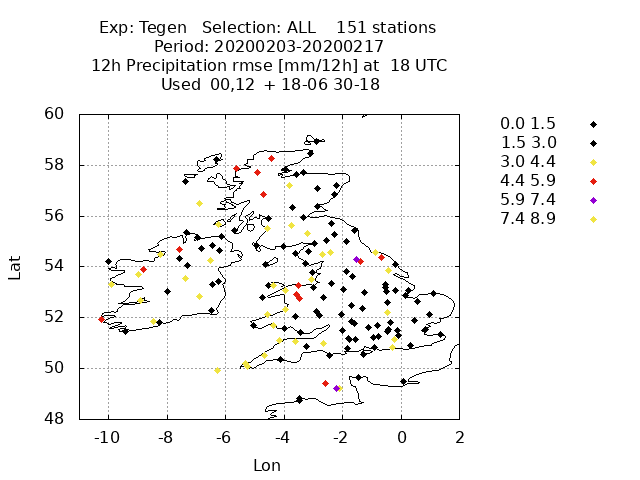 Exp: Tegen Selection: ALL 151 stations
Period: 20200203-20200217
12h Precipitation rmse [mm/12h] at 18 UTC
Used 00,12 + 18-06 30-18
0.0 1.5
1.5 3.0
3.0 4.4
4.4 5.9
5.9 7.4
7.4 8.9
60
58
56
54
52
50
48
Lat
-10 -8 -6 -4 -2 0 2
Lon